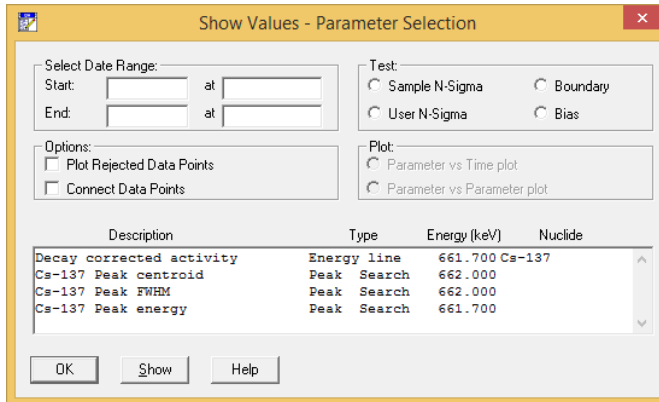 Show Values - Parameter Selection
Select Date Range:
Start: at
End: at
Test:
Sample N-Sigma Boundary
User N-Sigma Bias
Options:
Plot Rejected Data Points
Connect Data Points
Plot:
Parameter vs Time plot
Parameter vs Parameter plot
Description Type Energy (keV) Nuclide
Decay corrected activity Energy line 661.700 Cs-137
Cs-137 Peak centroid Peak Search 662.000
Cs-137 Peak FWHM Peak Search 662.000
Cs-137 Peak energy Peak Search 661.700
OK Show Help